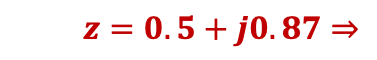 z = 0.5 + j0.87 ⇒